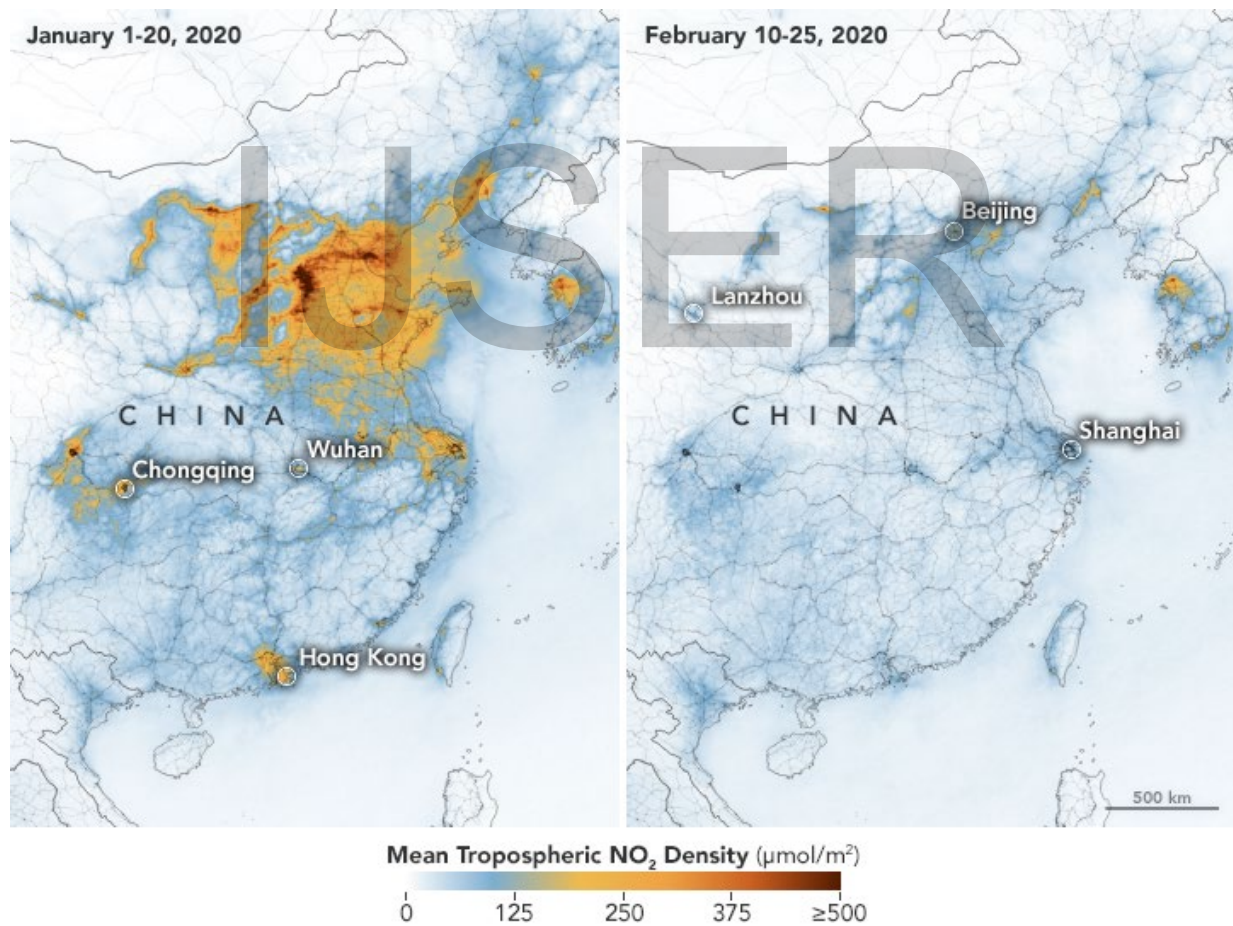 January 1-20, 2020
February 10-25, 2020
IJSER
Beijing
Lanzhou
CHINA
CHINA
Wuhan
Shanghai
Chongqing
Hong Kong
500 km
Mean Tropospheric NO₂ Density (µmol/m²)
0 125 250 375 ≥500